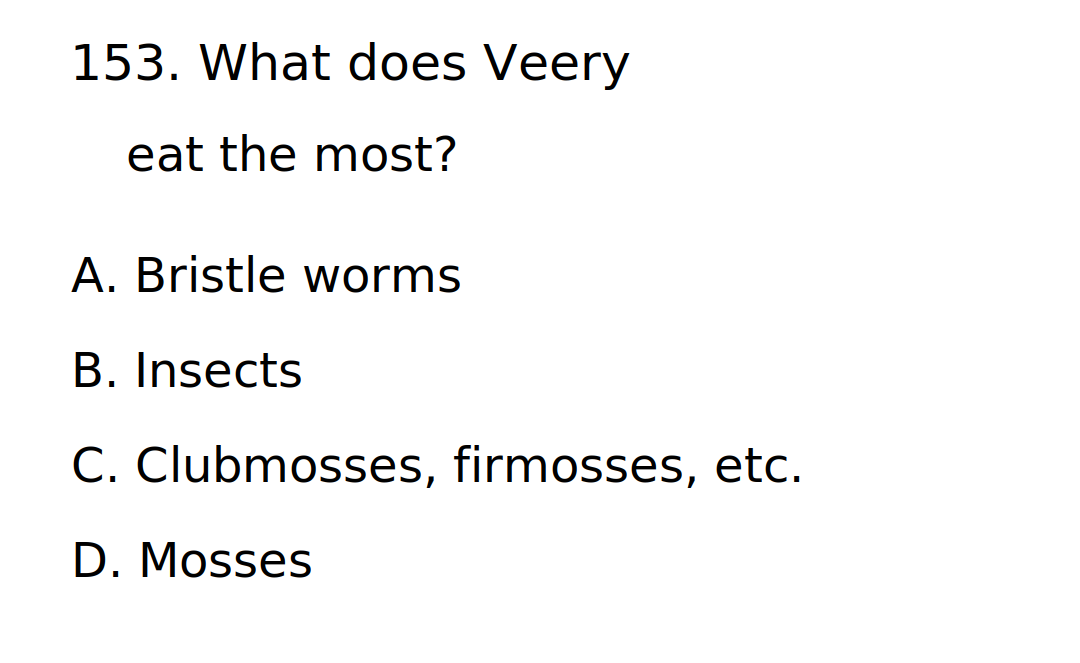 153. What does Veery
eat the most?
A. Bristle worms
B. Insects
C. Clubmosses, firmosses, etc.
D. Mosses